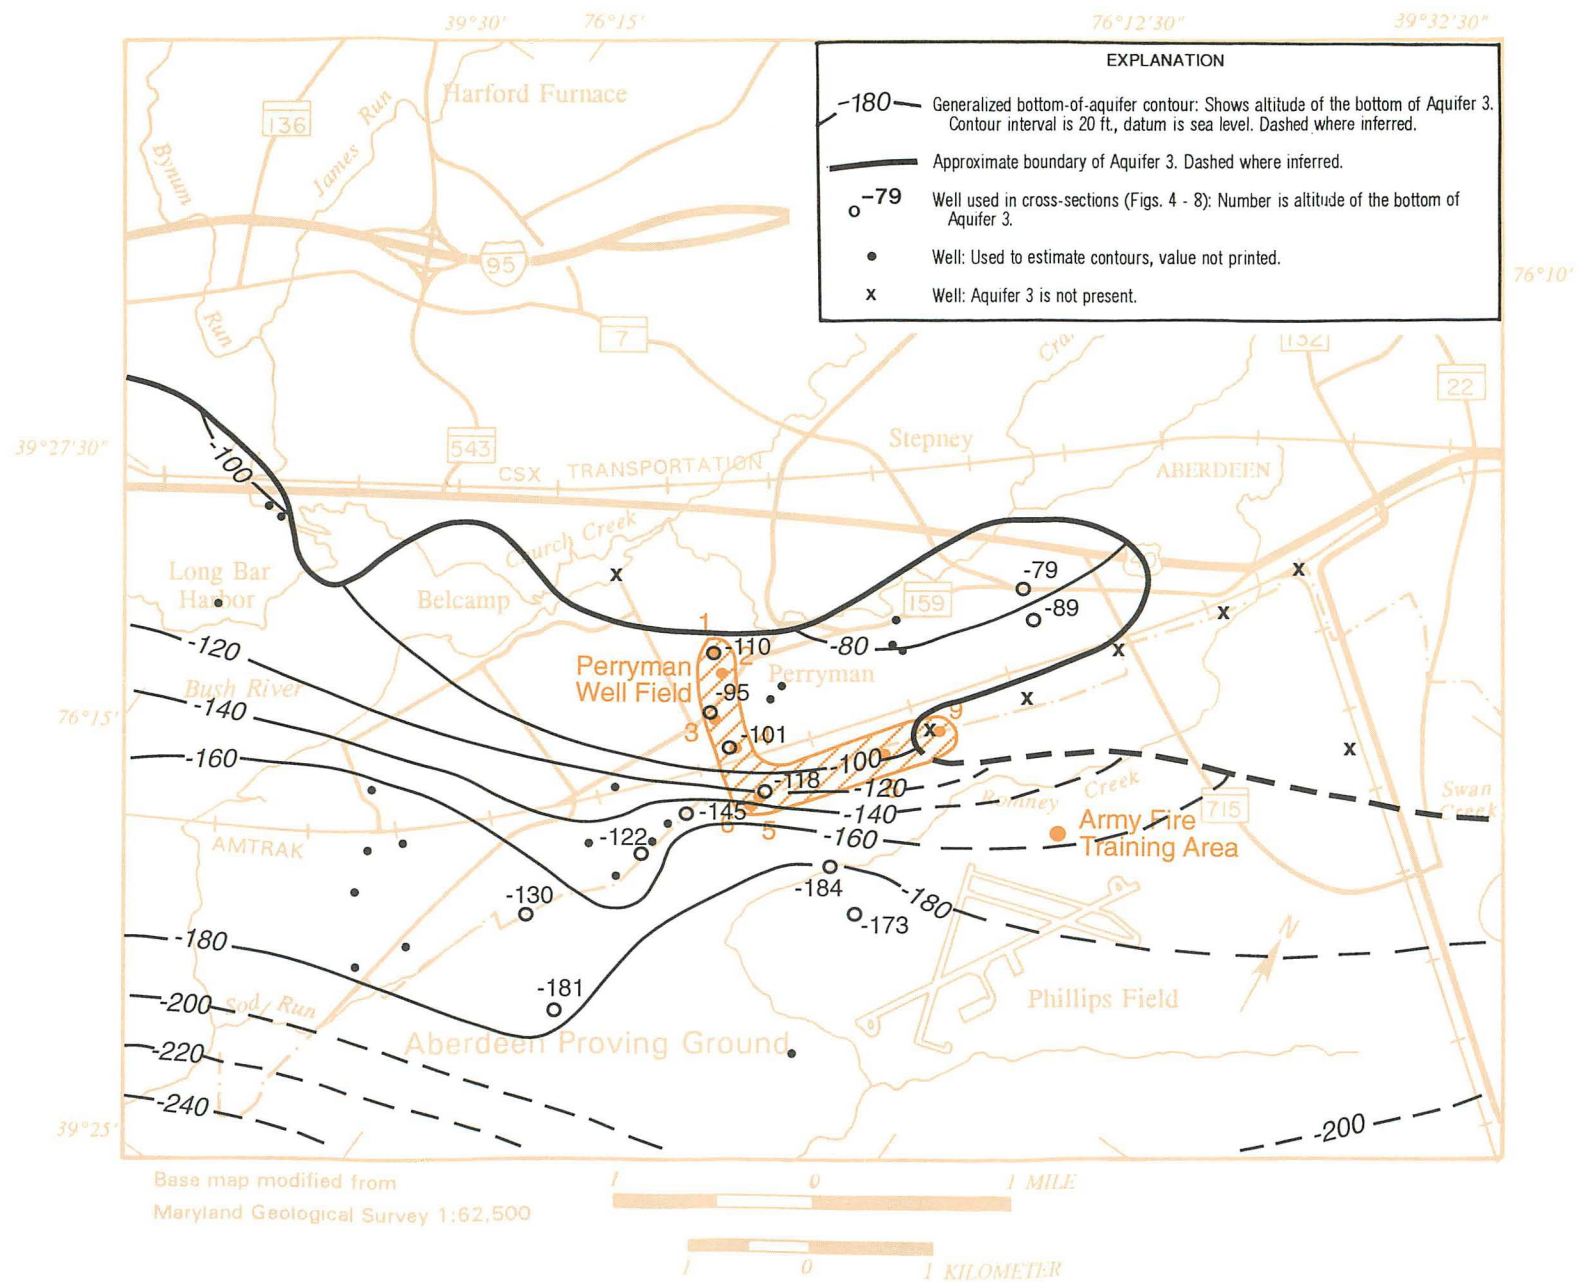 39°30' 76°15' 76°12'30" 39°32'30"
EXPLANATION
-180 Generalized bottom-of-aquifer contour: Shows altitude of the bottom of Aquifer 3.
Contour interval is 20 ft., datum is sea level. Dashed where inferred.
Approximate boundary of Aquifer 3. Dashed where inferred.
-79 Well used in cross-sections (Figs. 4 - 8): Number is altitude of the bottom of
Aquifer 3.
Well: Used to estimate contours, value not printed.
x Well: Aquifer 3 is not present.
Harford Furnace
136
James Run
Bynum
Run
95
76°10'
7
132
22
39°27'30"
543
CSX TRANSPORTATION
Stepney
ABERDEEN
-100
Church Creek
40
Long Bar
Harbor
Belcamp
x
-79
159
-89
x
x
1
-110
2
-80
x
-120
Perryman
Well Field
Perryman
Bush River
-95
x
76°15'
-140
3
-101
4
9
x
x
-160
-100
-118
-120
Romney Creek
Swan
Creek
-145
-140
715
6
5
-122
-160
Army Fire
Training Area
AMTRAK
-130
-184
-180
-173
N
-180
-181
Phillips Field
-200
Sod Run
Aberdeen Proving Ground
-220
-240
39°25'
-200
Base map modified from
Maryland Geological Survey 1:62,500
1 0 1 MILE
1 0 1 KILOMETER